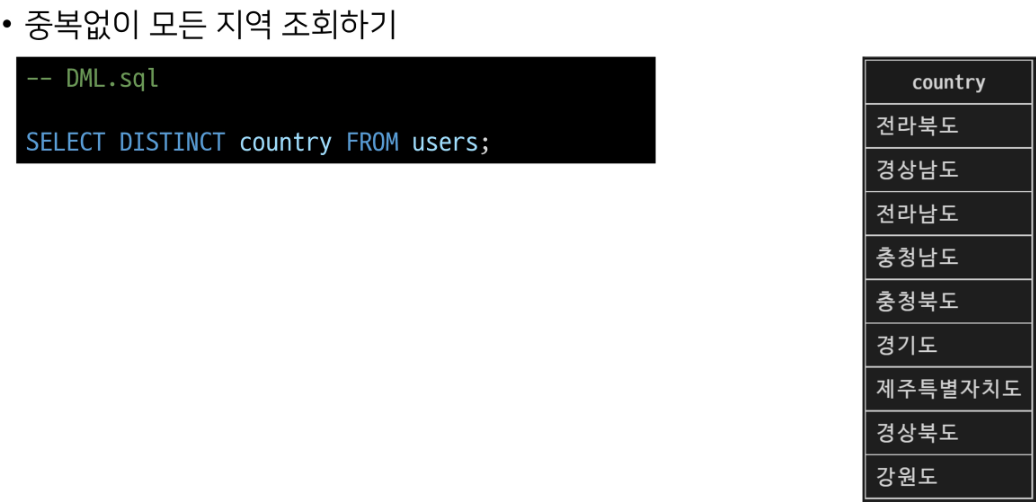 • 중복없이 모든 지역 조회하기
-- DML.sql
SELECT DISTINCT country FROM users;
country
전라북도
경상남도
전라남도
충청남도
충청북도
경기도
제주특별자치도
경상북도
강원도